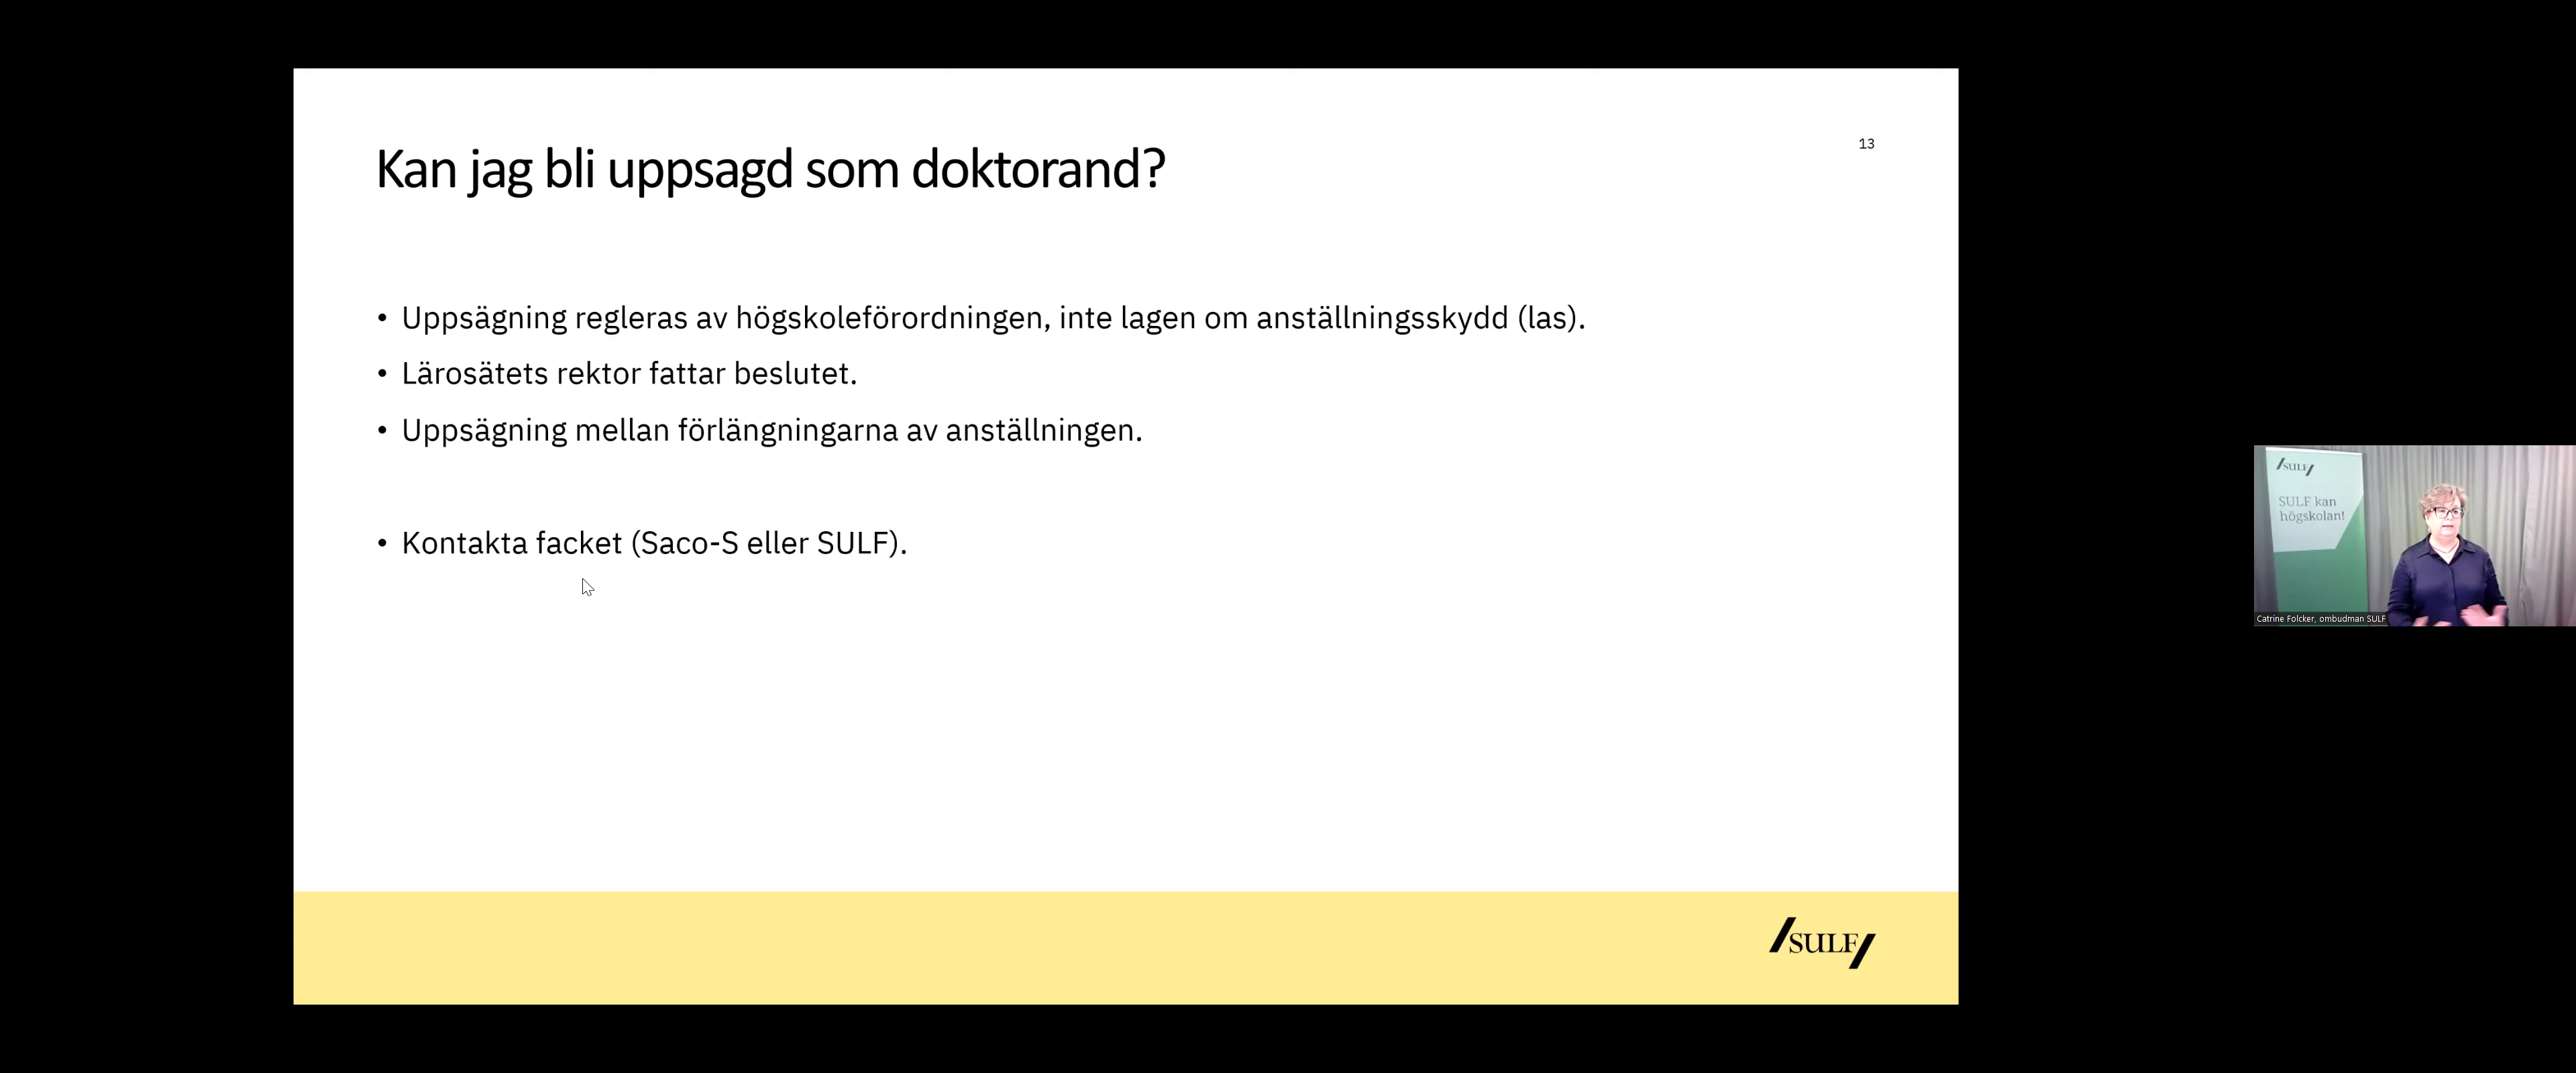 13
Kan jag bli uppsagd som doktorand?
• Uppsägning regleras av högskoleförordningen, inte lagen om anställningsskydd (las).
• Lärosätets rektor fattar beslutet.
• Uppsägning mellan förlängningarna av anställningen.
• Kontakta facket (Saco-S eller SULF).
/SULF/
/SULF/
SULF kan
högskolan!
Catrine Folcker, ombudman SULF